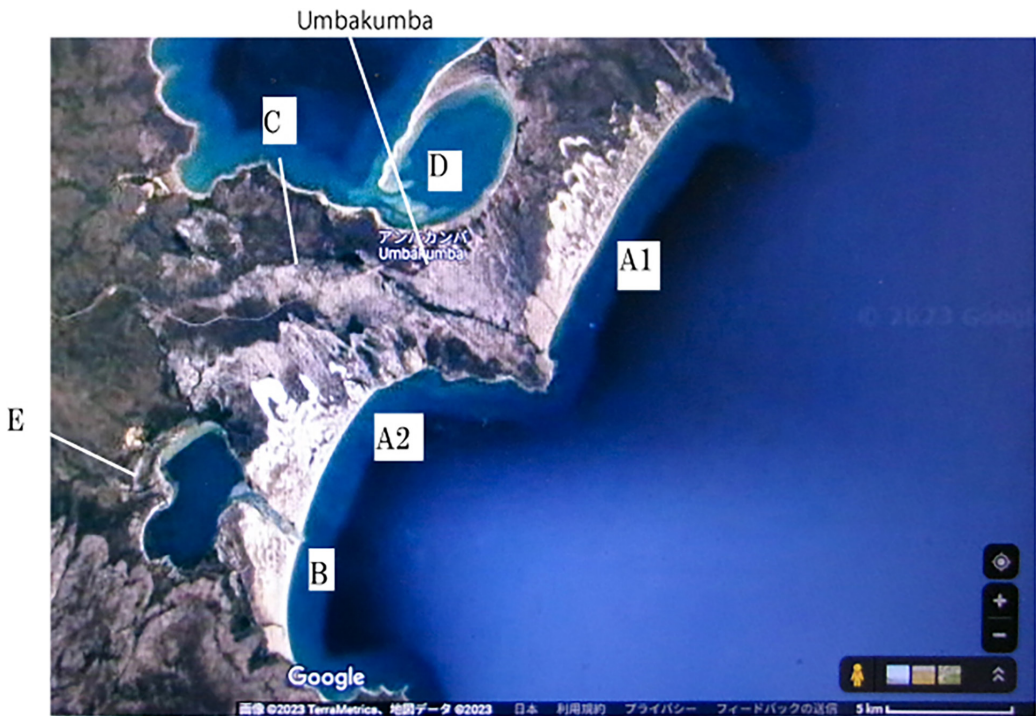 Umbakumba
C
D
アンバカンバ
Umbakumba
A1
© 2023 Goo
E
A2
B
Google
画像 ©2023 TerraMetrics、地図データ ©2023 日本 利用規約 プライバシー フィードバックの送信 5 km